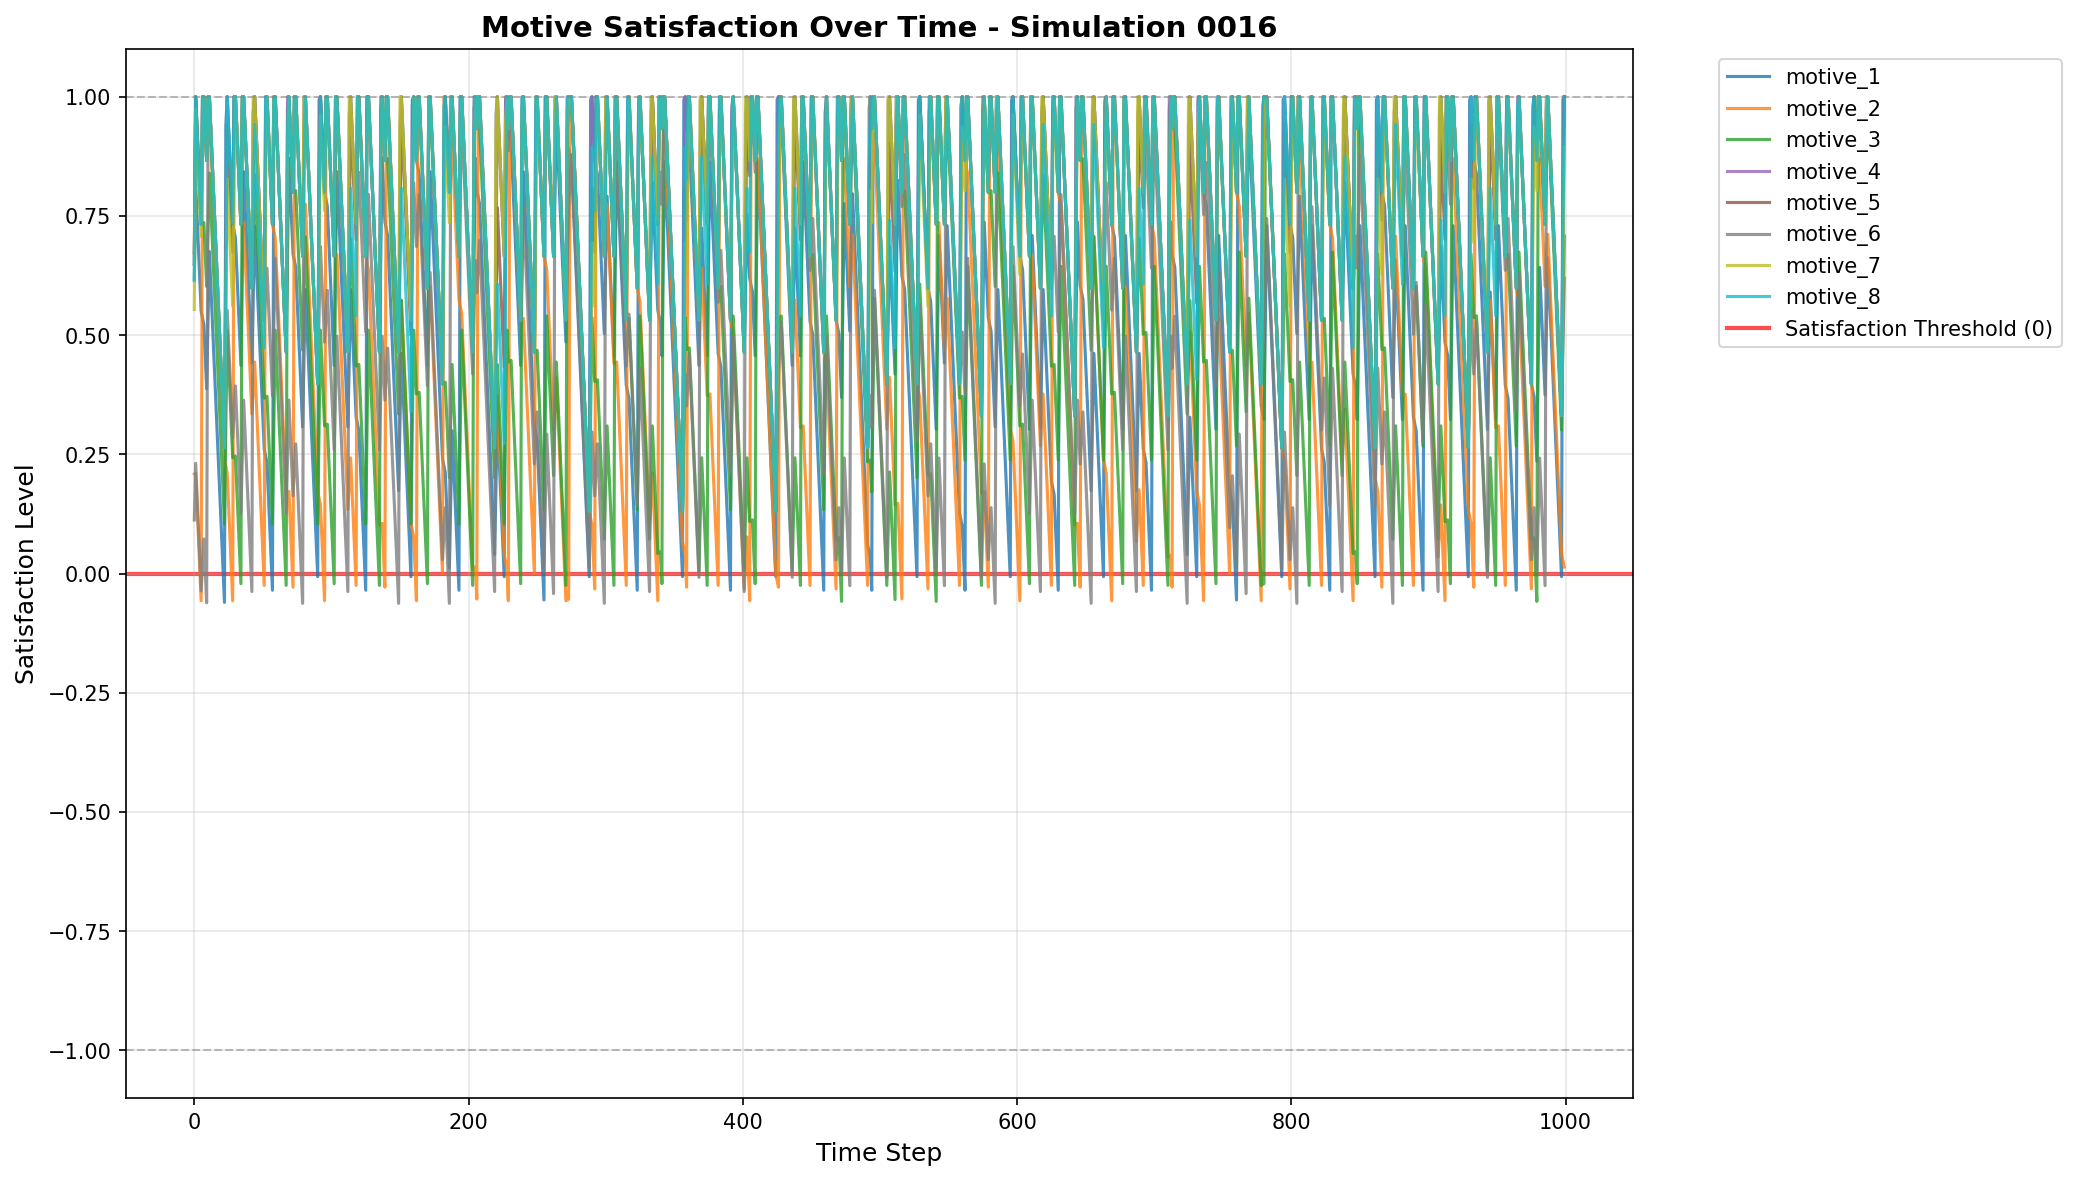 Motive Satisfaction Over Time - Simulation 0016
Satisfaction Level
1.00
0.75
0.50
0.25
0.00
−0.25
−0.50
−0.75
−1.00
0
200
400
600
800
1000
Time Step
motive_1
motive_2
motive_3
motive_4
motive_5
motive_6
motive_7
motive_8
Satisfaction Threshold (0)